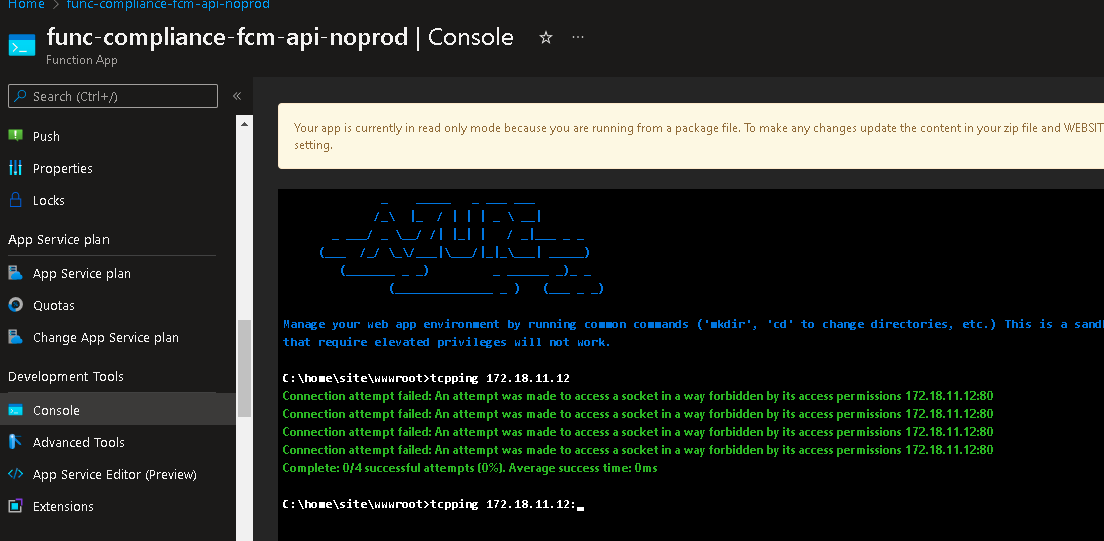 Home > func-compliance-fcm-api-noprod
func-compliance-fcm-api-noprod | Console ☆ ...
Function App
Search (Ctrl+/) «
Push
Properties
Locks
App Service plan
App Service plan
Quotas
Change App Service plan
Development Tools
Console
Advanced Tools
App Service Editor (Preview)
Extensions
Your app is currently in read only mode because you are running from a package file. To make any changes update the content in your zip file and WEBSIT
setting.
Manage your web app environment by running common commands ('mkdir', 'cd' to change directories, etc.) This is a sand
that require elevated privileges will not work.
C:\home\site\wwwroot>tcpping 172.18.11.12
Connection attempt failed: An attempt was made to access a socket in a way forbidden by its access permissions 172.18.11.12:80
Connection attempt failed: An attempt was made to access a socket in a way forbidden by its access permissions 172.18.11.12:80
Connection attempt failed: An attempt was made to access a socket in a way forbidden by its access permissions 172.18.11.12:80
Connection attempt failed: An attempt was made to access a socket in a way forbidden by its access permissions 172.18.11.12:80
Complete: 0/4 successful attempts (0%). Average success time: 0ms
C:\home\site\wwwroot>tcpping 172.18.11.12:_